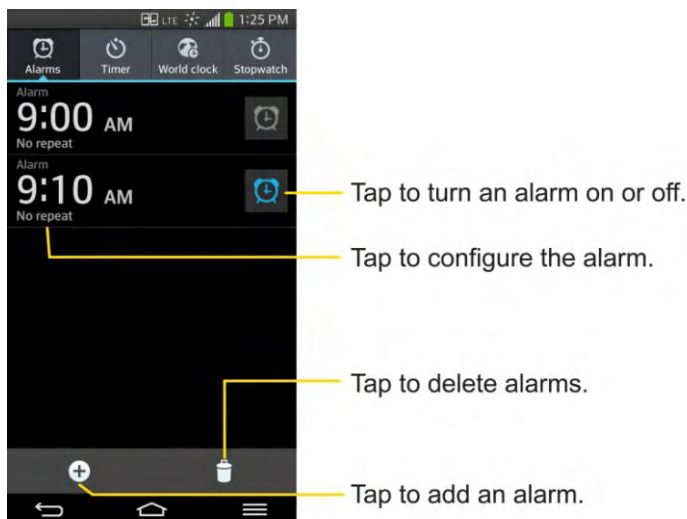 LTE 1:25 PM
Alarms Timer World clock Stopwatch
Alarm
9:00 AM
No repeat
Alarm
9:10 AM
No repeat
Tap to turn an alarm on or off.
Tap to configure the alarm.
Tap to delete alarms.
Tap to add an alarm.